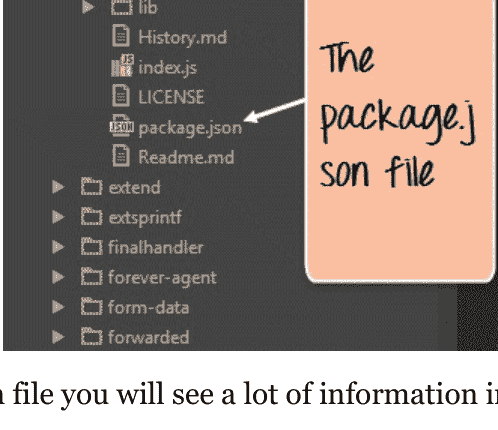 lib
History.md
index.js
LICENSE
package.json
Readme.md
extend
extsprintf
finalhandler
forever-agent
form-data
forwarded
The
package.j
son file
file you will see a lot of information